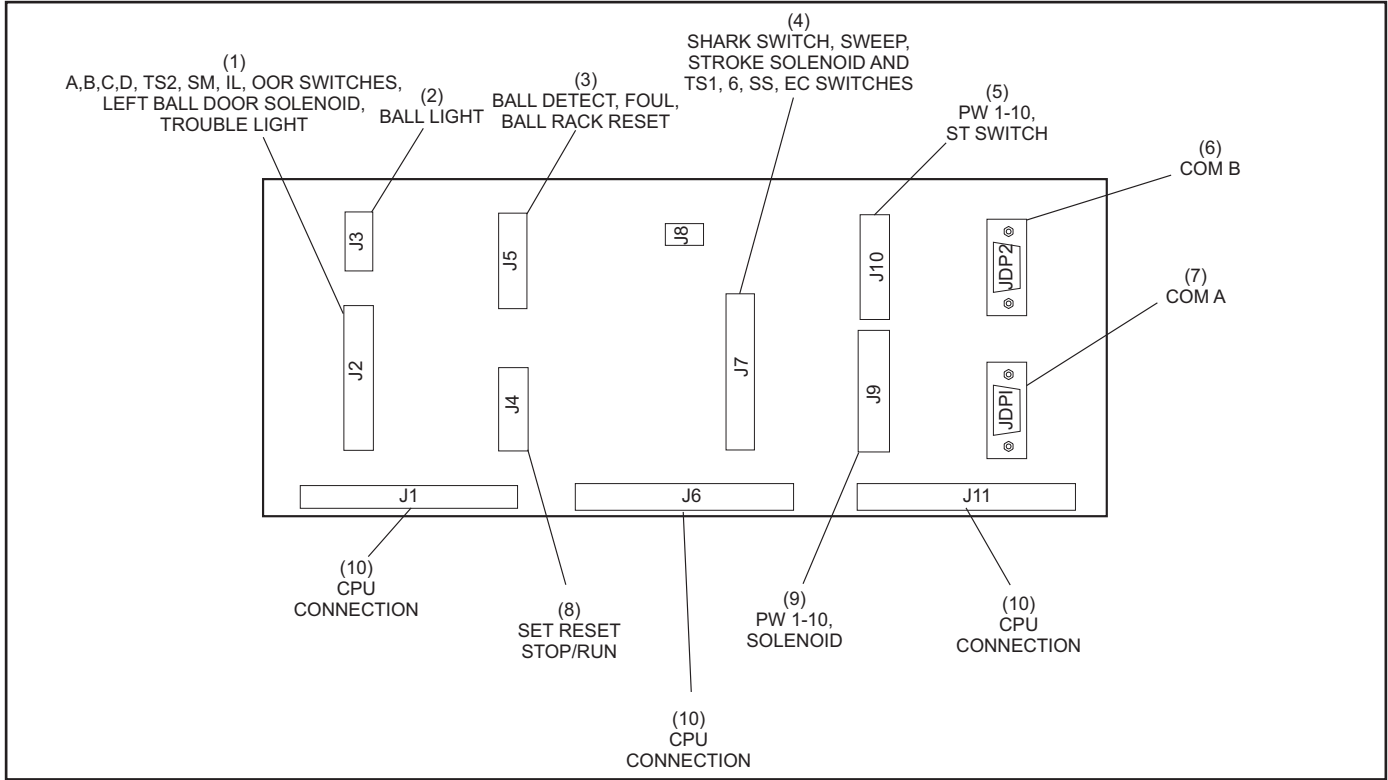 (1)
A,B,C,D, TS2, SM, IL, OOR SWITCHES,
LEFT BALL DOOR SOLENOID,
TROUBLE LIGHT
(2)
BALL LIGHT
(3)
BALL DETECT, FOUL,
BALL RACK RESET
(4)
SHARK SWITCH, SWEEP,
STROKE SOLENOID AND
TS1, 6, SS, EC SWITCHES
(5)
PW 1-10,
ST SWITCH
(6)
COM B
(7)
COM A
J3
J5
J8
J10
JDP2
J2
J4
J7
J9
JDPI
J1
J6
J11
(10)
CPU
CONNECTION
(8)
SET RESET
STOP/RUN
(9)
PW 1-10,
SOLENOID
(10)
CPU
CONNECTION
(10)
CPU
CONNECTION